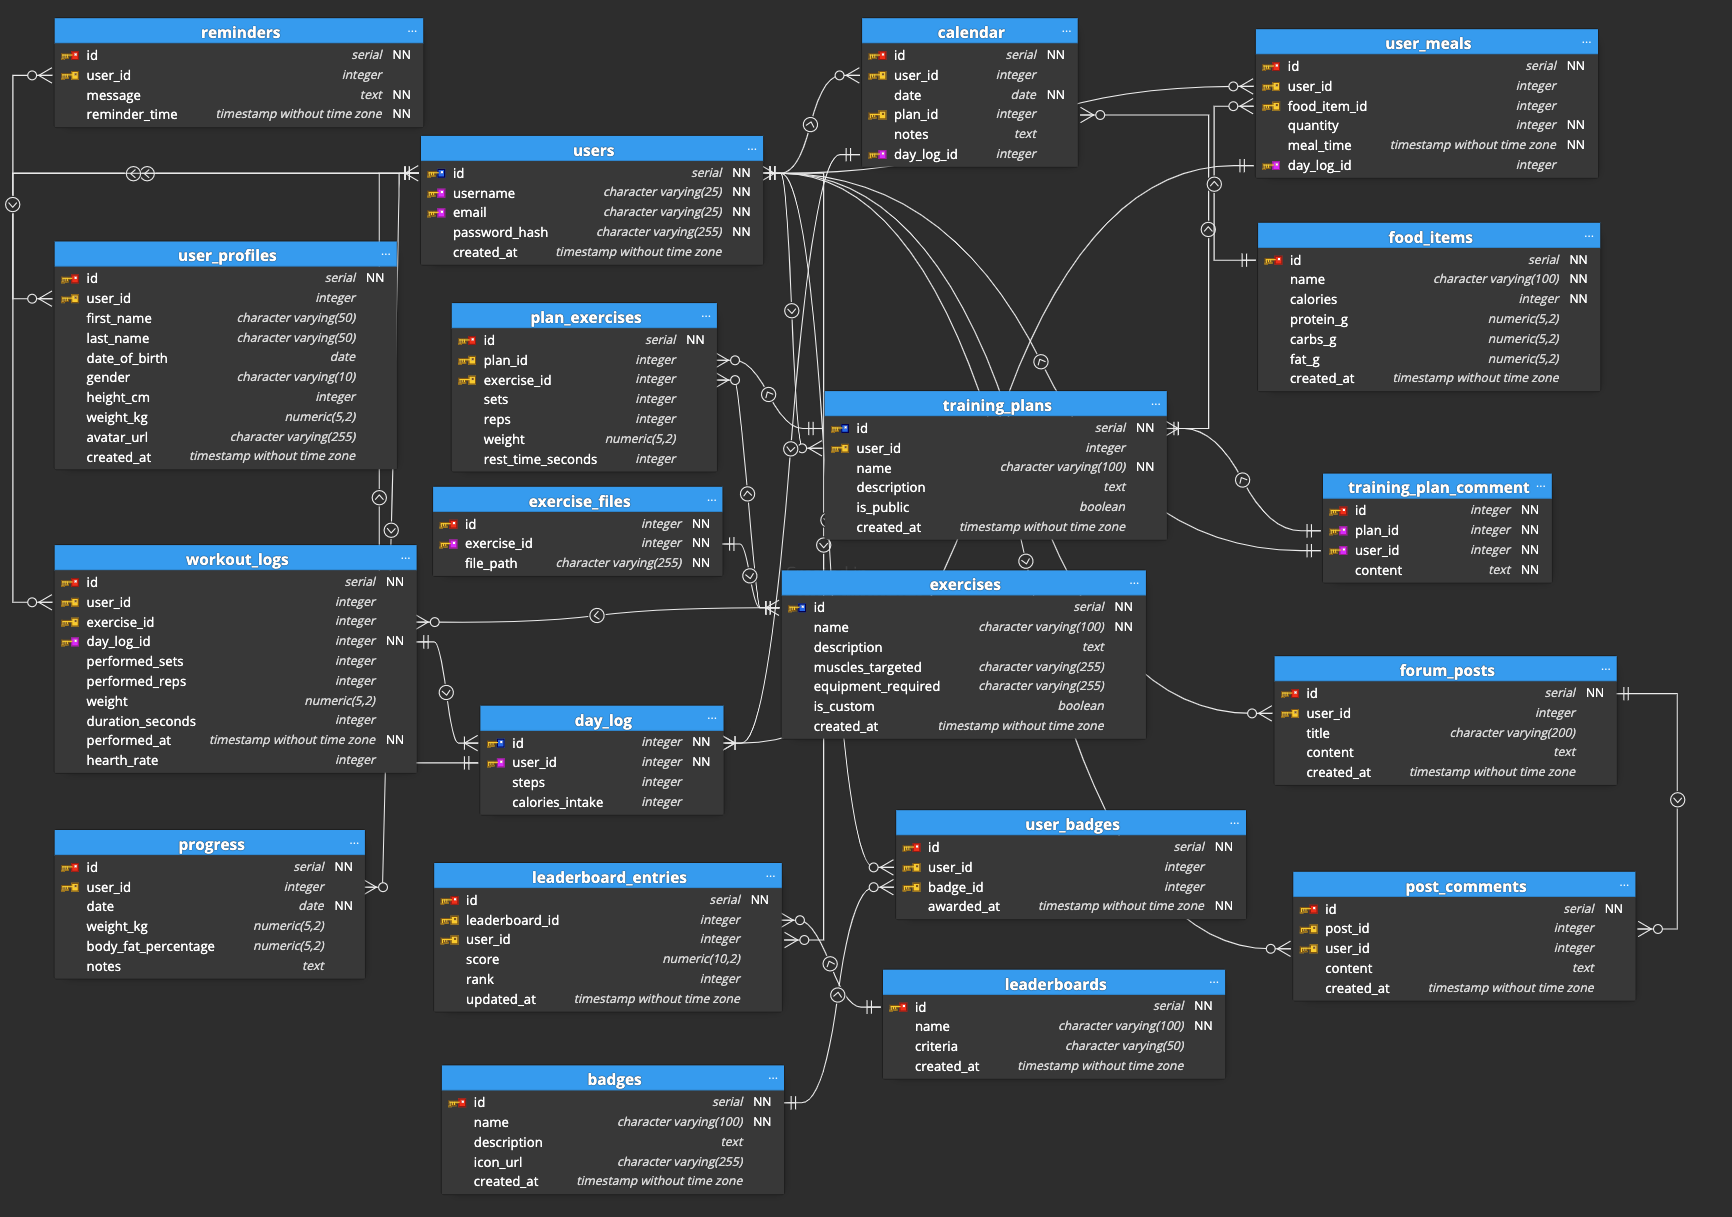 reminders ...
id serial NN
user_id integer
message text NN
reminder_time timestamp without time zone NN
calendar ...
id serial NN
user_id integer
date date NN
plan_id integer
notes text
day_log_id integer
user_meals ...
id serial NN
user_id integer
food_item_id integer
quantity integer NN
meal_time timestamp without time zone NN
day_log_id integer
users ...
id serial NN
username character varying(25) NN
email character varying(25) NN
password_hash character varying(255) NN
created_at timestamp without time zone
user_profiles ...
id serial NN
user_id integer
first_name character varying(50)
last_name character varying(50)
date_of_birth date
gender character varying(10)
height_cm integer
weight_kg numeric(5,2)
avatar_url character varying(255)
created_at timestamp without time zone
food_items ...
id serial NN
name character varying(100) NN
calories integer NN
protein_g numeric(5,2)
carbs_g numeric(5,2)
fat_g numeric(5,2)
created_at timestamp without time zone
plan_exercises ...
id serial NN
plan_id integer
exercise_id integer
sets integer
reps integer
weight numeric(5,2)
rest_time_seconds integer
training_plans ...
id serial NN
user_id integer
name character varying(100) NN
description text
is_public boolean
created_at timestamp without time zone
exercise_files ...
id integer NN
exercise_id integer NN
file_path character varying(255) NN
training_plan_comment ...
id integer NN
plan_id integer NN
user_id integer NN
content text NN
workout_logs ...
id serial NN
user_id integer
exercise_id integer
day_log_id integer NN
performed_sets integer
performed_reps integer
weight numeric(5,2)
duration_seconds integer
performed_at timestamp without time zone NN
hearth_rate integer
exercises ...
id serial NN
name character varying(100) NN
description text
muscles_targeted character varying(255)
equipment_required character varying(255)
is_custom boolean
created_at timestamp without time zone
forum_posts ...
id serial NN
user_id integer
title character varying(200)
content text
created_at timestamp without time zone
day_log ...
id integer NN
user_id integer NN
steps integer
calories_intake integer
progress ...
id serial NN
user_id integer
date date NN
weight_kg numeric(5,2)
body_fat_percentage numeric(5,2)
notes text
leaderboard_entries ...
id serial NN
leaderboard_id integer
user_id integer
score numeric(10,2)
rank integer
updated_at timestamp without time zone
user_badges ...
id serial NN
user_id integer
badge_id integer
awarded_at timestamp without time zone NN
post_comments ...
id serial NN
post_id integer
user_id integer
content text
created_at timestamp without time zone
leaderboards ...
id serial NN
name character varying(100) NN
criteria character varying(50)
created_at timestamp without time zone
badges ...
id serial NN
name character varying(100) NN
description text
icon_url character varying(255)
created_at timestamp without time zone